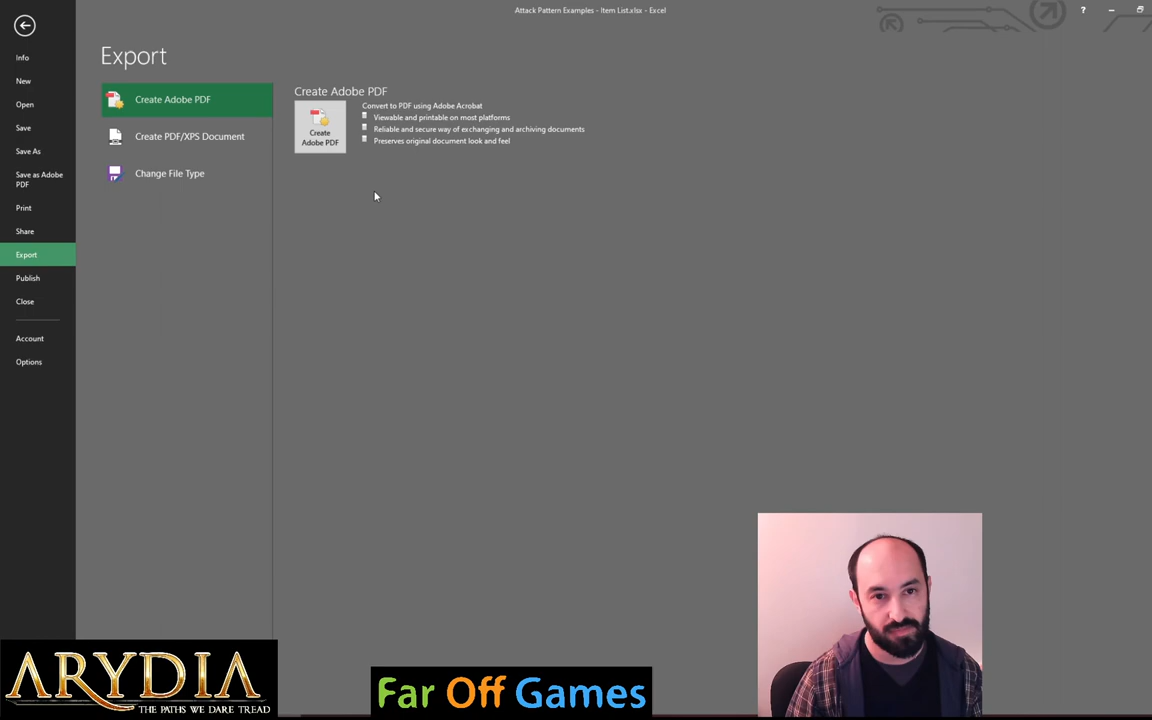 Attack Pattern Examples - Item List.xlsx - Excel
?
Info
New
Open
Save
Save As
Save as Adobe
PDF
Print
Share
Export
Publish
Close
Account
Options
Export
Create Adobe PDF
Create PDF/XPS Document
Change File Type
Create Adobe PDF
Create
Adobe PDF
Convert to PDF using Adobe Acrobat
Viewable and printable on most platforms
Reliable and secure way of exchanging and archiving documents
Preserves original document look and feel
ARYDIA
THE PATHS WE DARE TREAD
Far Off Games